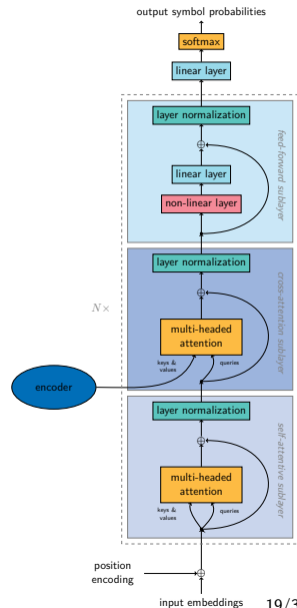 output symbol probabilities
softmax
linear layer
layer normalization
linear layer
non-linear layer
feed-forward sublayer
layer normalization
multi-headed
attention
keys &
values
queries
cross-attention sublayer
N×
encoder
layer normalization
multi-headed
attention
keys &
values
queries
self-attentive sublayer
position
encoding
input embeddings
19/3